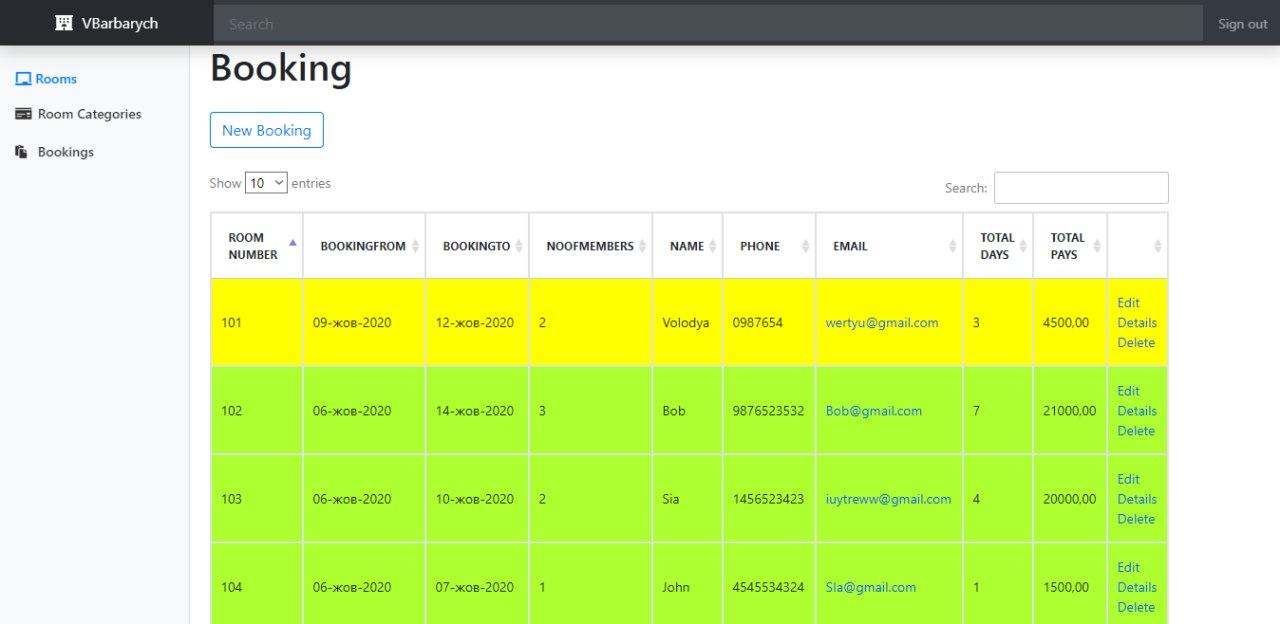 VBarbarych Search Sign out
Rooms
Room Categories
Bookings
Booking
New Booking
Show 10 entries
Search:
ROOM NUMBER BOOKINGFROM BOOKINGTO NOOFMEMBERS NAME PHONE EMAIL TOTAL DAYS TOTAL PAYS
101 09-жов-2020 12-жов-2020 2 Volodya 0987654 wertyu@gmail.com 3 4500,00 Edit Details Delete
102 06-жов-2020 14-жов-2020 3 Bob 9876523532 Bob@gmail.com 7 21000,00 Edit Details Delete
103 06-жов-2020 10-жов-2020 2 Sia 1456523423 iuytreww@gmail.com 4 20000,00 Edit Details Delete
104 06-жов-2020 07-жов-2020 1 John 4545534324 SIa@gmail.com 1 1500,00 Edit Details Delete